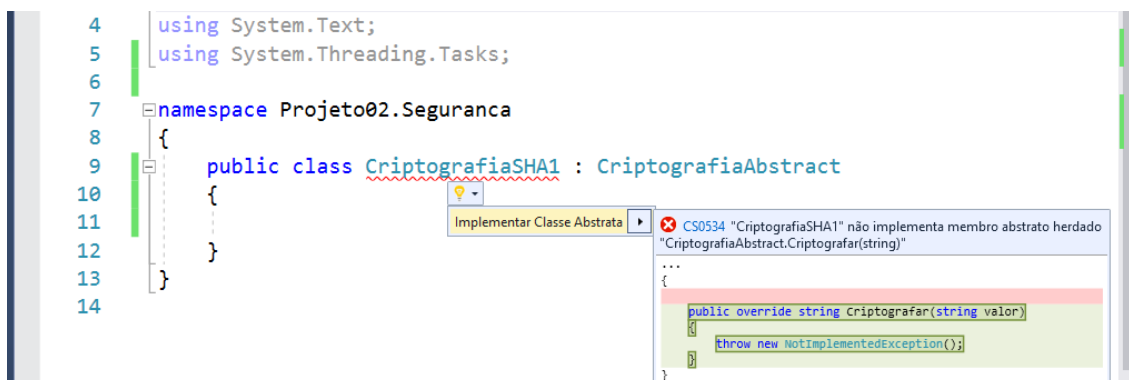 4 using System.Text;
5 using System.Threading.Tasks;
6
7 namespace Projeto02.Seguranca
8 {
9 public class CriptografiaSHA1 : CriptografiaAbstract
10 {
11
12 }
13 }
14
Implementar Classe Abstrata
CS0534 "CriptografiaSHA1" não implementa membro abstrato herdado
"CriptografiaAbstract.Criptografar(string)"
...
{
public override string Criptografar(string valor)
{
throw new NotImplementedException();
}
}